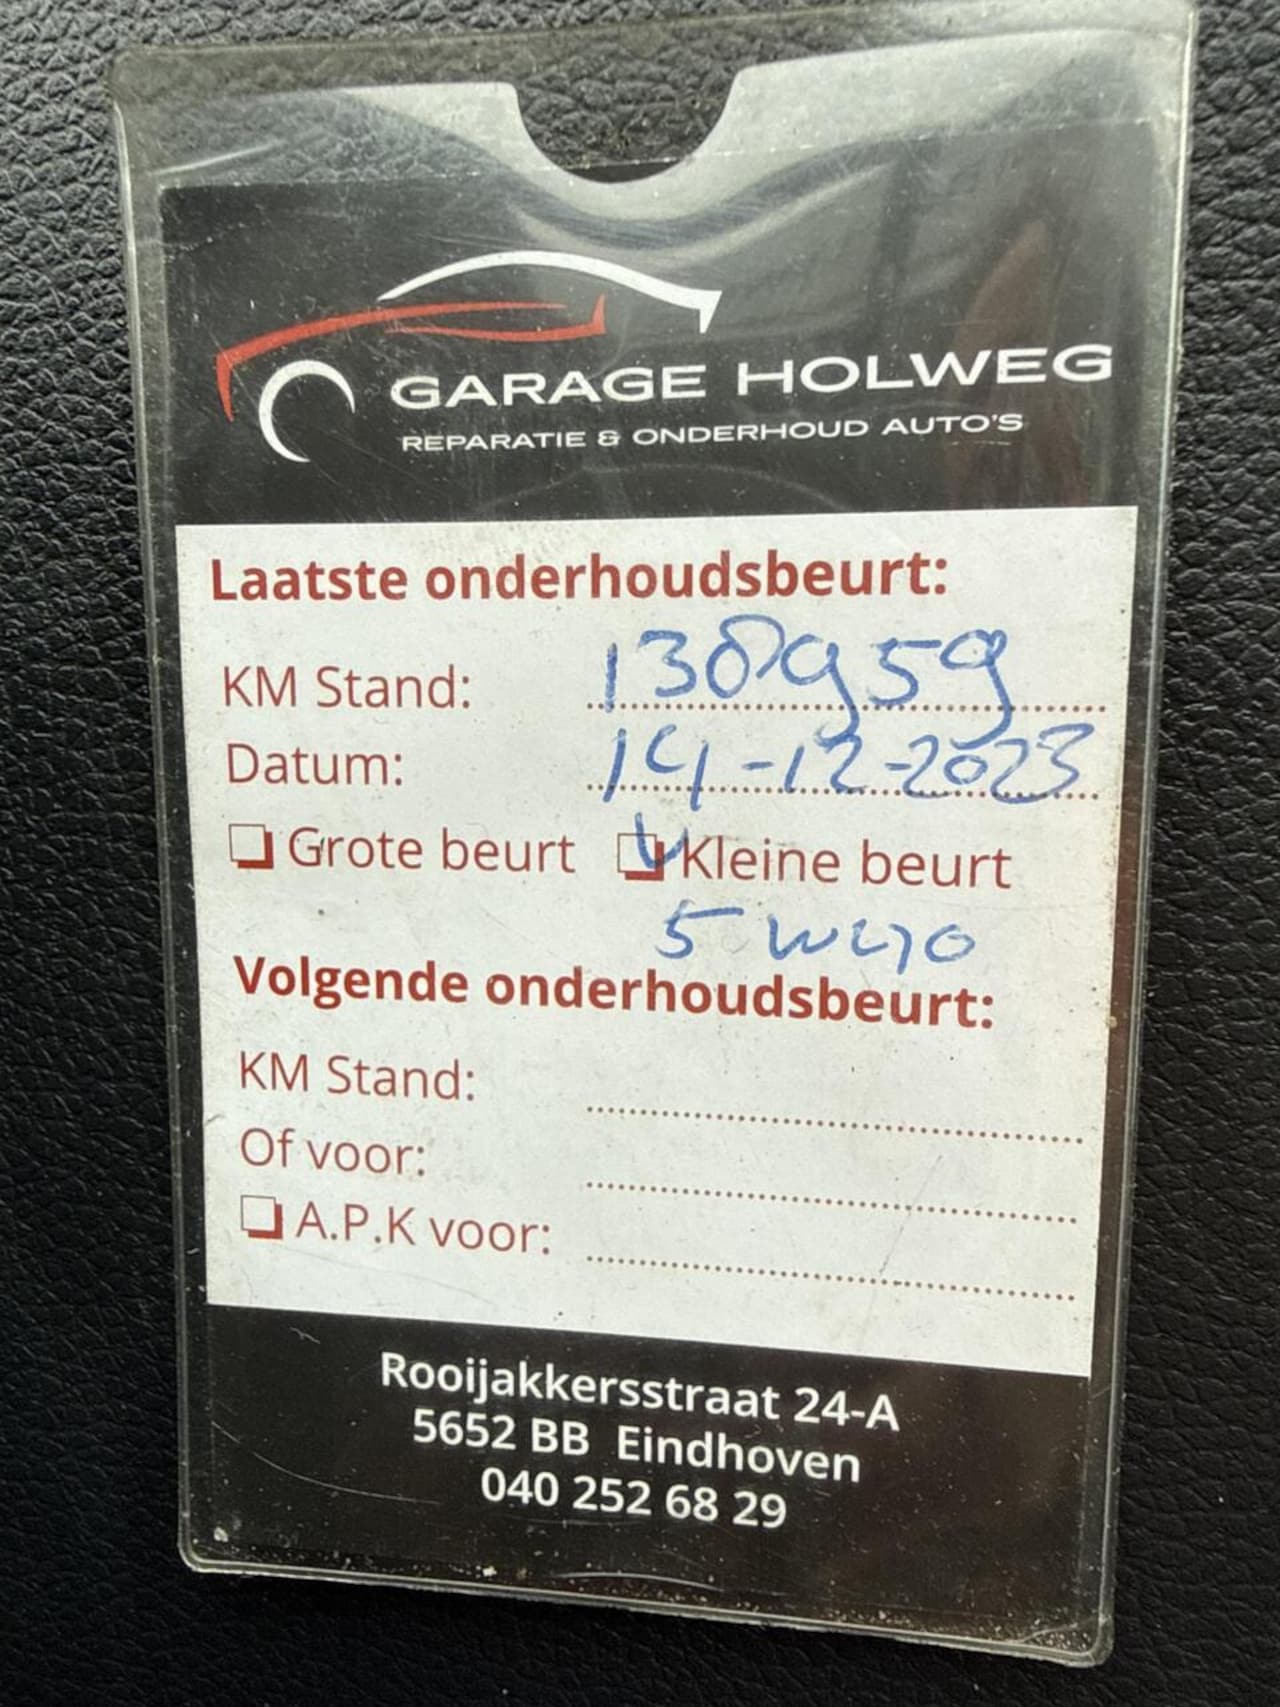 GARAGE HOLWEG
REPARATIE & ONDERHOUD AUTO'S
Laatste onderhoudsbeurt:
KM Stand: 138959
Datum: 14-12-2023
Grote beurt Kleine beurt
5W40
Volgende onderhoudsbeurt:
KM Stand:
Of voor:
A.P.K voor:
Rooijakkersstraat 24-A
5652 BB Eindhoven
040 252 68 29